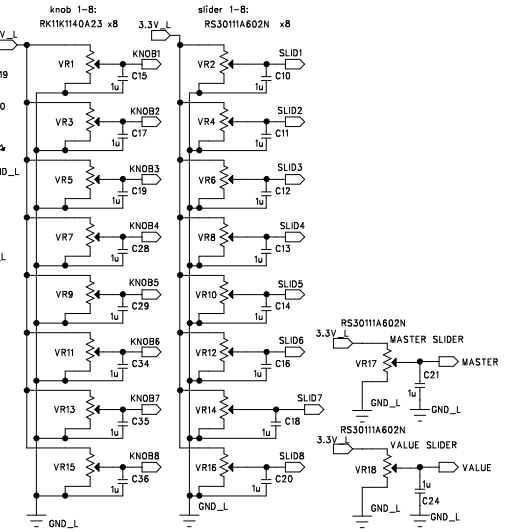 knob 1-8:
RK11K1140A23 x8
slider 1-8:
RS30111A602N x8
3.3V_L
VR1
KNOB1
C15
1u
VR2
SLID1
C10
1u
VR3
KNOB2
C17
1u
VR4
SLID2
C11
1u
VR5
KNOB3
C19
1u
VR6
SLID3
C12
1u
VR7
KNOB4
C28
1u
VR8
SLID4
C13
1u
VR9
KNOB5
C29
1u
VR10
SLID5
C14
1u
VR11
KNOB6
C34
1u
VR12
SLID6
C16
1u
VR13
KNOB7
C35
1u
VR14
SLID7
C18
1u
VR15
KNOB8
C36
1u
VR16
SLID8
C20
1u
GND_L
GND_L
RS30111A602N
3.3V_L
MASTER SLIDER
VR17
MASTER
C21
1u
GND_L
GND_L
RS30111A602N
3.3V_L
VALUE SLIDER
VR18
VALUE
1u
C24
GND_L
GND_L